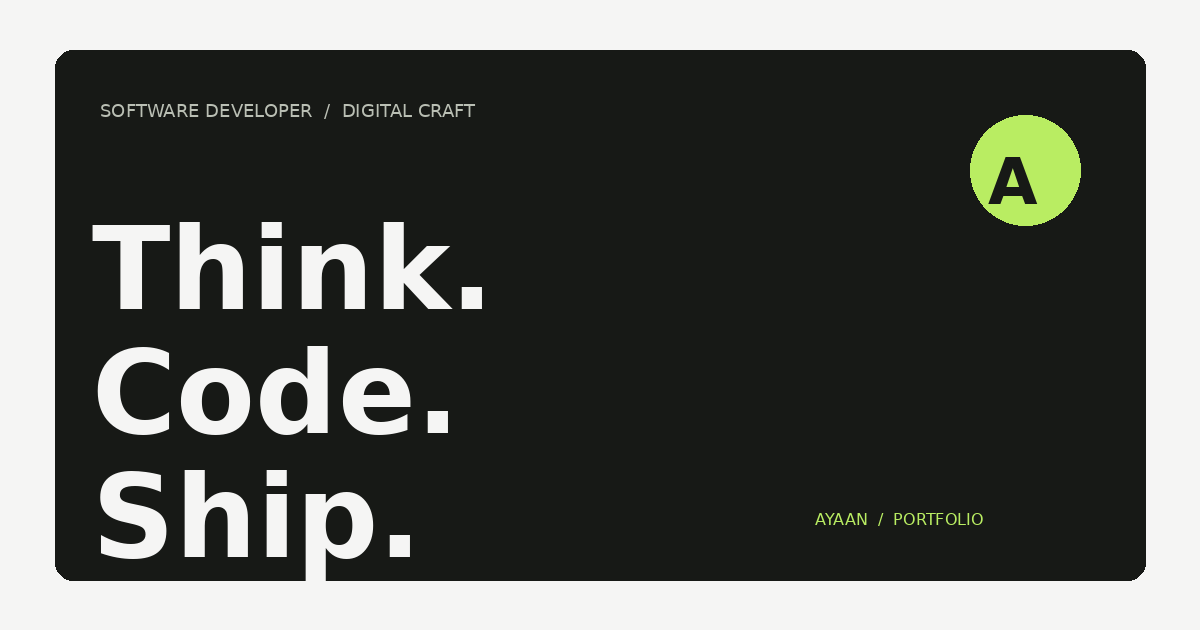 SOFTWARE DEVELOPER / DIGITAL CRAFT
A
Think.
Code.
Ship.
AYAAN / PORTFOLIO